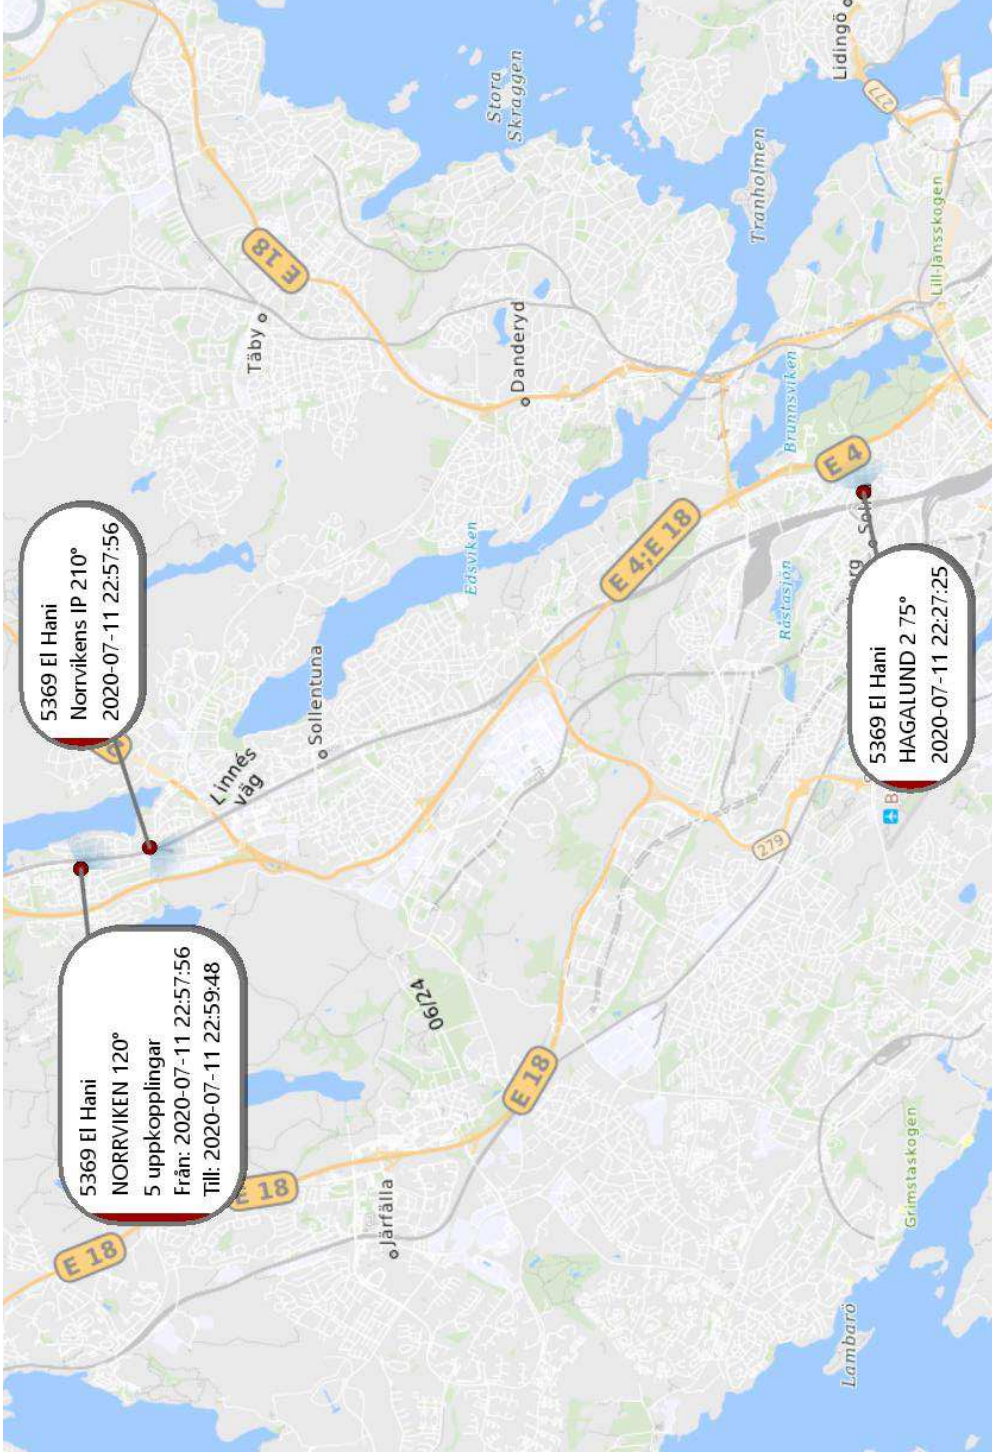 5369 El Hani
NORRVIKEN 120°
5 uppkopplingar
Från: 2020-07-11 22:57:56
Till: 2020-07-11 22:59:48
5369 El Hani
Norrvikens IP 210°
2020-07-11 22:57:56
5369 El Hani
HAGALUND 2 75°
2020-07-11 22:27:25
E 18
E 18
E 18
E 18
E 4;E 18
E 4
279
277
Täby
Danderyd
Sollentuna
Linnés
väg
06/24
Järfälla
Edsviken
Stora
Skraggen
Tranholmen
Lidingö
Brunnsviken
Råstasjön
Lill-Jansskogen
Grimstaskogen
Lambarö